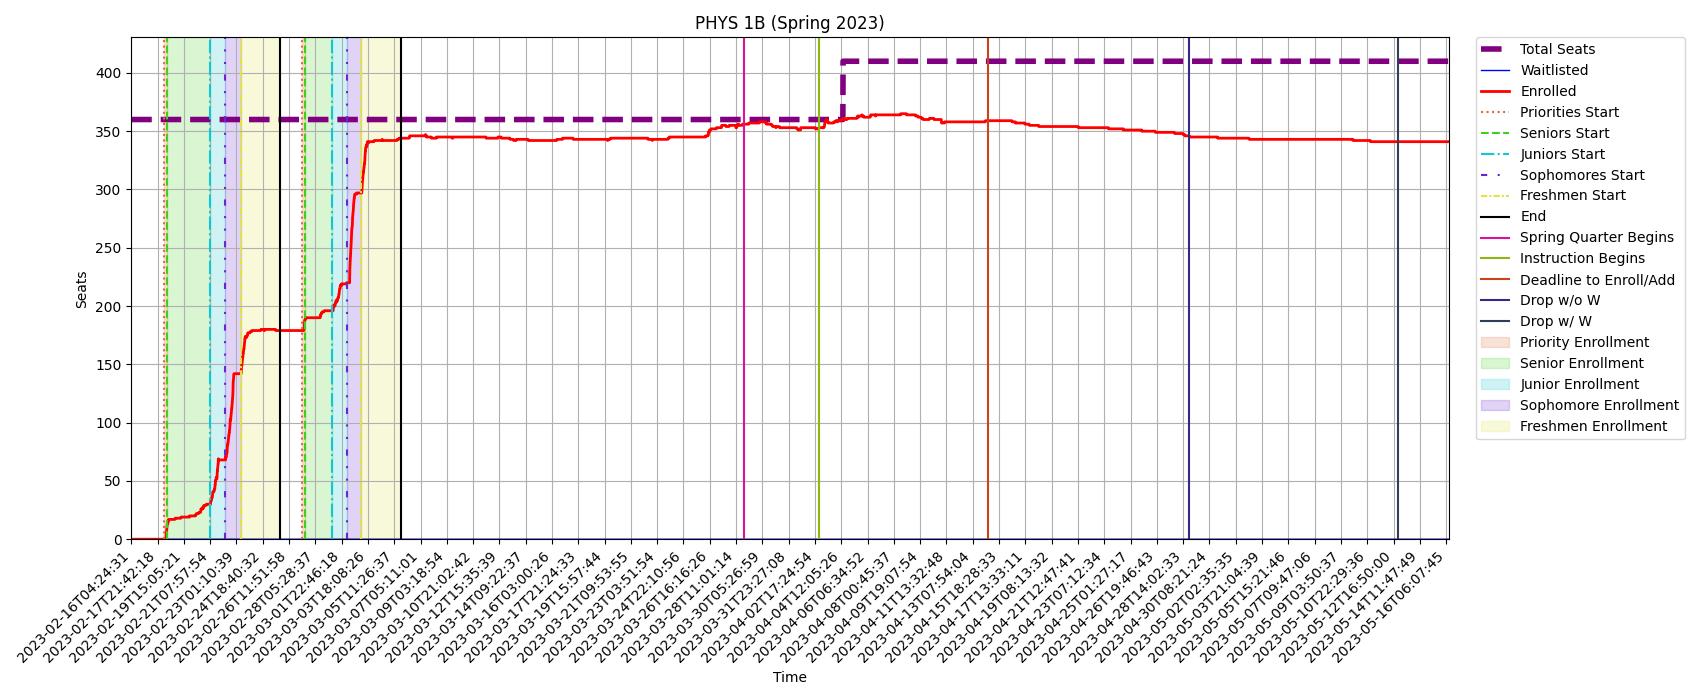 PHYS 1B (Spring 2023)
Seats
400
350
300
250
200
150
100
50
0
2023-02-16T04:24:31
2023-02-17T21:42:18
2023-02-19T15:05:21
2023-02-21T07:57:54
2023-02-23T01:10:39
2023-02-24T18:40:32
2023-02-26T11:51:58
2023-02-28T05:28:37
2023-03-01T22:46:18
2023-03-03T18:08:26
2023-03-05T11:26:37
2023-03-07T05:11:01
2023-03-09T03:18:54
2023-03-10T21:02:42
2023-03-12T15:35:39
2023-03-14T09:22:37
2023-03-16T03:00:26
2023-03-17T21:24:33
2023-03-19T15:57:44
2023-03-21T09:53:55
2023-03-23T03:51:54
2023-03-24T22:10:56
2023-03-26T16:16:26
2023-03-28T11:01:14
2023-03-30T05:26:59
2023-03-31T23:27:08
2023-04-02T17:24:54
2023-04-04T12:05:26
2023-04-06T06:34:52
2023-04-08T00:45:37
2023-04-09T19:07:54
2023-04-11T13:32:48
2023-04-13T07:54:04
2023-04-15T18:28:33
2023-04-17T13:33:11
2023-04-19T08:13:32
2023-04-21T12:47:41
2023-04-23T07:12:34
2023-04-25T01:27:17
2023-04-26T19:46:43
2023-04-28T14:02:33
2023-04-30T08:21:24
2023-05-02T02:35:35
2023-05-03T21:04:39
2023-05-05T15:21:46
2023-05-07T09:47:06
2023-05-09T03:50:37
2023-05-10T22:29:36
2023-05-12T16:50:00
2023-05-14T11:47:49
2023-05-16T06:07:45
Time
Total Seats
Waitlisted
Enrolled
Priorities Start
Seniors Start
Juniors Start
Sophomores Start
Freshmen Start
End
Spring Quarter Begins
Instruction Begins
Deadline to Enroll/Add
Drop w/o W
Drop w/ W
Priority Enrollment
Senior Enrollment
Junior Enrollment
Sophomore Enrollment
Freshmen Enrollment